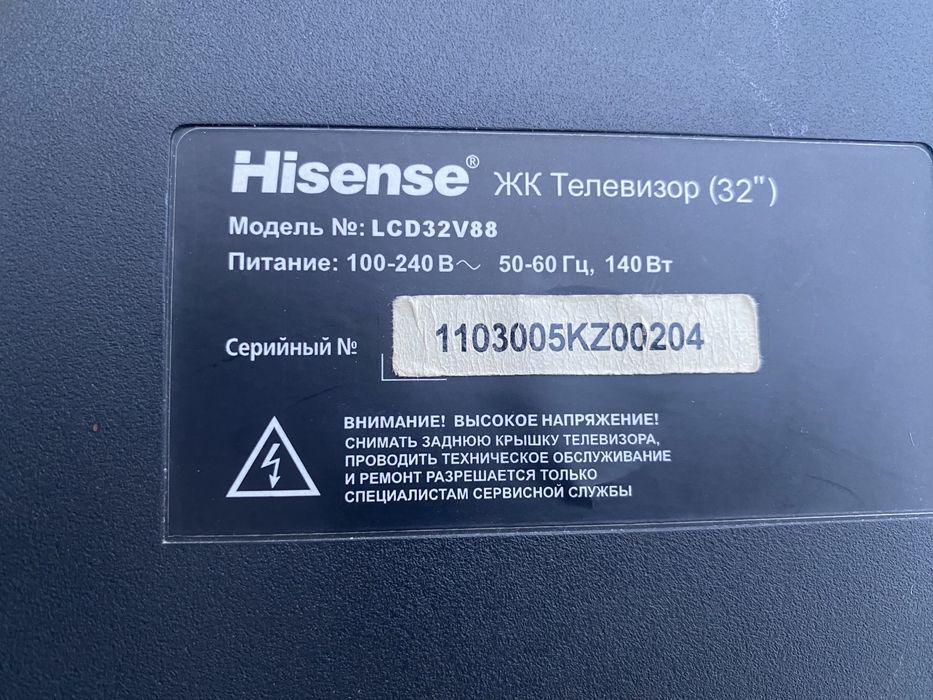 Hisense® ЖК Телевизор (32")
Модель №: LCD32V88
Питание: 100-240 В~ 50-60 Гц, 140 Вт
Серийный № 1103005KZ00204
ВНИМАНИЕ! ВЫСОКОЕ НАПРЯЖЕНИЕ!
СНИМАТЬ ЗАДНЮЮ КРЫШКУ ТЕЛЕВИЗОРА,
ПРОВОДИТЬ ТЕХНИЧЕСКОЕ ОБСЛУЖИВАНИЕ
И РЕМОНТ РАЗРЕШАЕТСЯ ТОЛЬКО
СПЕЦИАЛИСТАМ СЕРВИСНОЙ СЛУЖБЫ